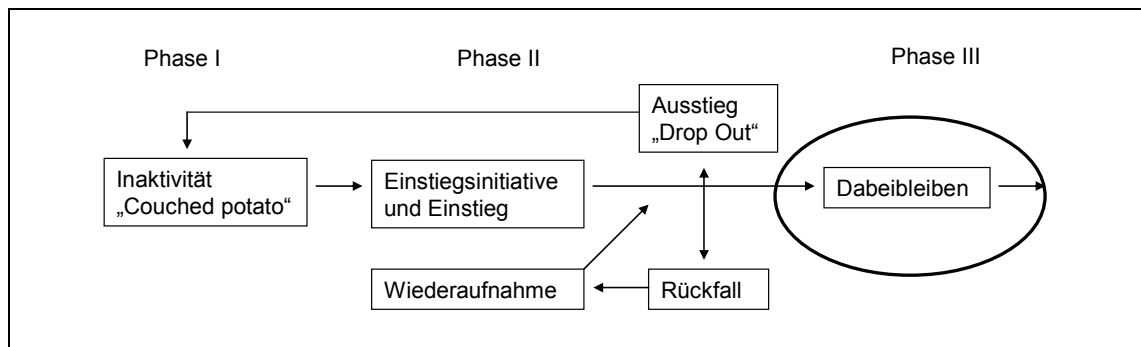 Phase I
Phase II
Phase III
Ausstieg
„Drop Out“
Inaktivität
„Couched potato“
Einstiegsinitiative
und Einstieg
Dabeibleiben
Wiederaufnahme
Rückfall